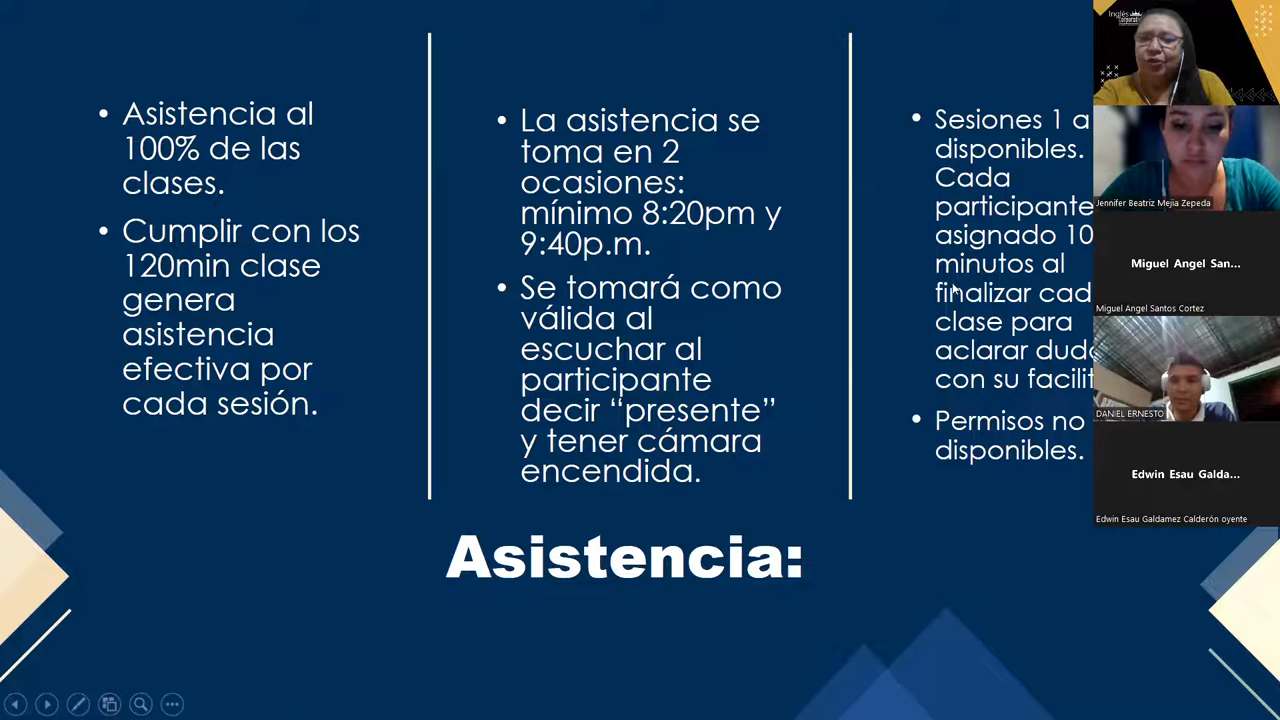 Asistencia al
100% de las
clases.
Cumplir con los
120min clase
genera
asistencia
efectiva por
cada sesión.
La asistencia se
toma en 2
ocasiones:
mínimo 8:20pm y
9:40p.m.
Se tomará como
válida al
escuchar al
participante
decir “presente”
y tener cámara
encendida.
Sesiones 1 a
disponibles.
Cada
participante
asignado 10
minutos al
finalizar cad
clase para
aclarar dud
con su facilit
Permisos no
disponibles.
Asistencia:
Inglés
Corporativo
Jennifer Beatriz Mejia Zepeda
Miguel Angel San...
Miguel Angel Santos Cortez
DANIEL ERNESTO
Edwin Esau Galda...
Edwin Esau Galdamez Calderón oyente